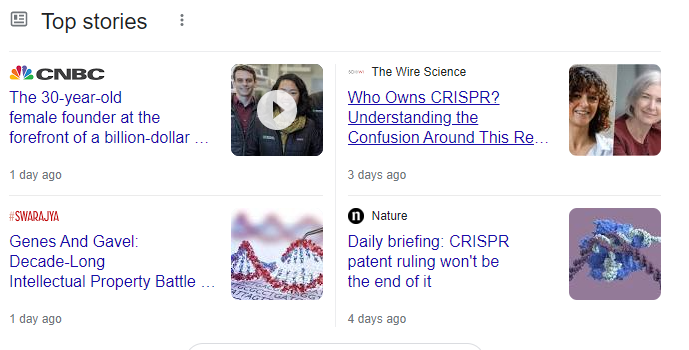 Top stories
CNBC
The 30-year-old
female founder at the
forefront of a billion-dollar ...
1 day ago
The Wire Science
Who Owns CRISPR?
Understanding the
Confusion Around This Re...
3 days ago
#SWARAJYA
Genes And Gavel:
Decade-Long
Intellectual Property Battle ...
1 day ago
n
Nature
Daily briefing: CRISPR
patent ruling won't be
the end of it
4 days ago